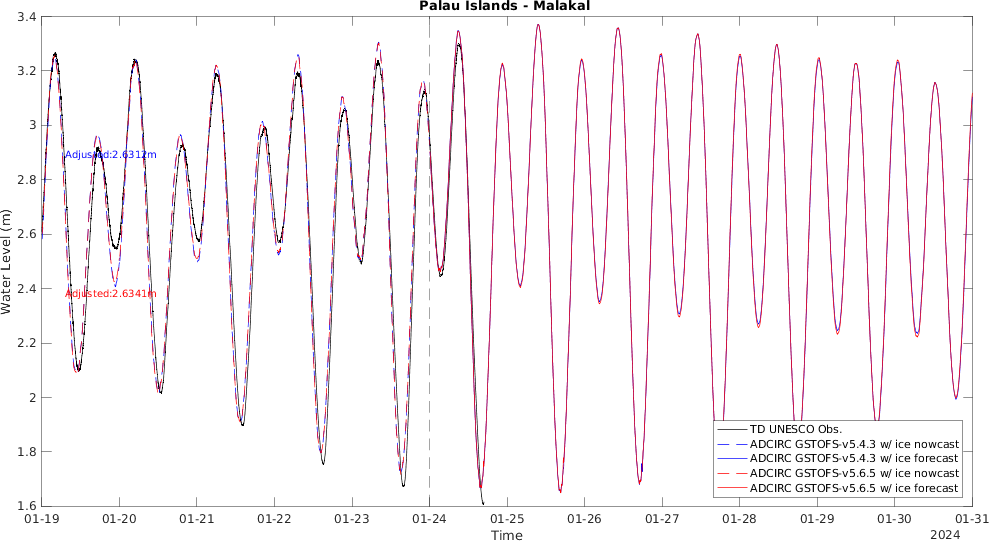 Palau Islands - Malakal
Water Level (m)
3.4
3.2
3
2.8
2.6
2.4
2.2
2
1.8
1.6
Adjusted:2.6312m
Adjusted:2.6341m
TD UNESCO Obs.
ADCIRC GSTOFS-v5.4.3 w/ ice nowcast
ADCIRC GSTOFS-v5.4.3 w/ ice forecast
ADCIRC GSTOFS-v5.6.5 w/ ice nowcast
ADCIRC GSTOFS-v5.6.5 w/ ice forecast
01-19 01-20 01-21 01-22 01-23 01-24 01-25 01-26 01-27 01-28 01-29 01-30 01-31
Time
2024